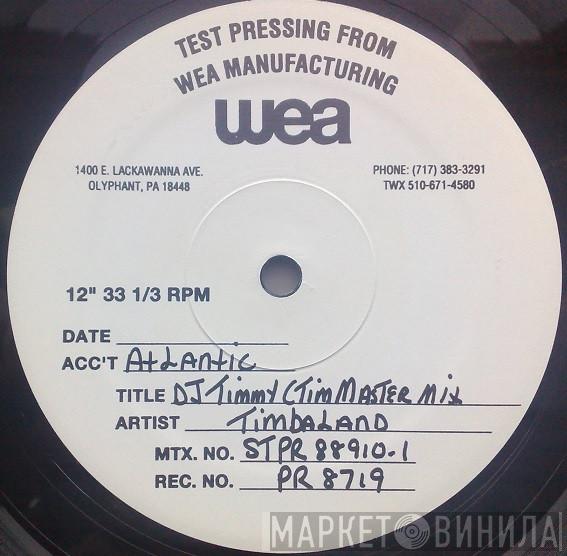 TEST PRESSING FROM
WEA MANUFACTURING
wea
1400 E. LACKAWANNA AVE.
OLYPHANT, PA 18448
PHONE: (717) 383-3291
TWX 510-671-4580
12" 33 1/3 RPM
DATE
ACC'T Atlantic
TITLE DJ Timmy (Tim MASTER Mix
ARTIST TimbaLAND
MTX. NO. STPR 88910-1
REC. NO. PR 8719
МАРКЕТ ВИНИЛА